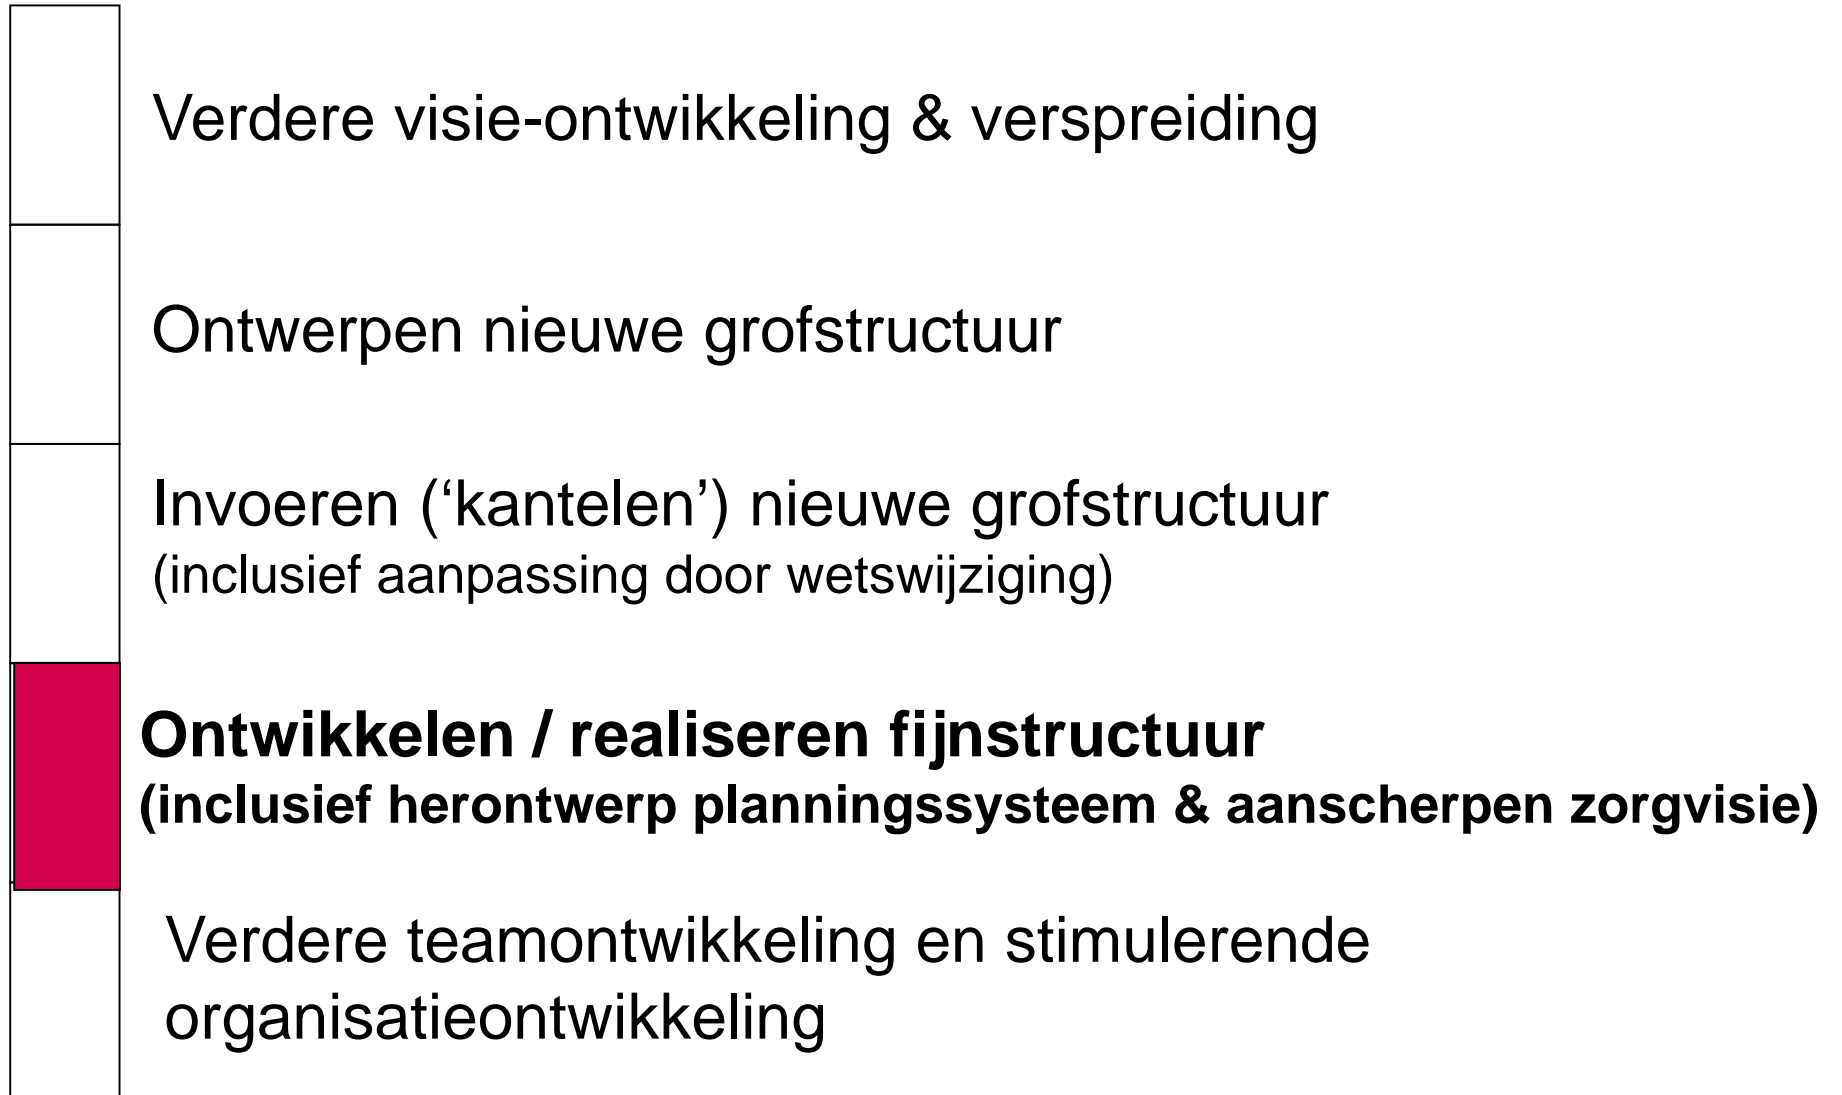 Verdere visie-ontwikkeling & verspreiding
Ontwerpen nieuwe grofstructuur
Invoeren (‘kantelen’) nieuwe grofstructuur
(inclusief aanpassing door wetswijziging)
Ontwikkelen / realiseren fijnstructuur
(inclusief herontwerp planningssysteem & aanscherpen zorgvisie)
Verdere teamontwikkeling en stimulerende
organisatieontwikkeling